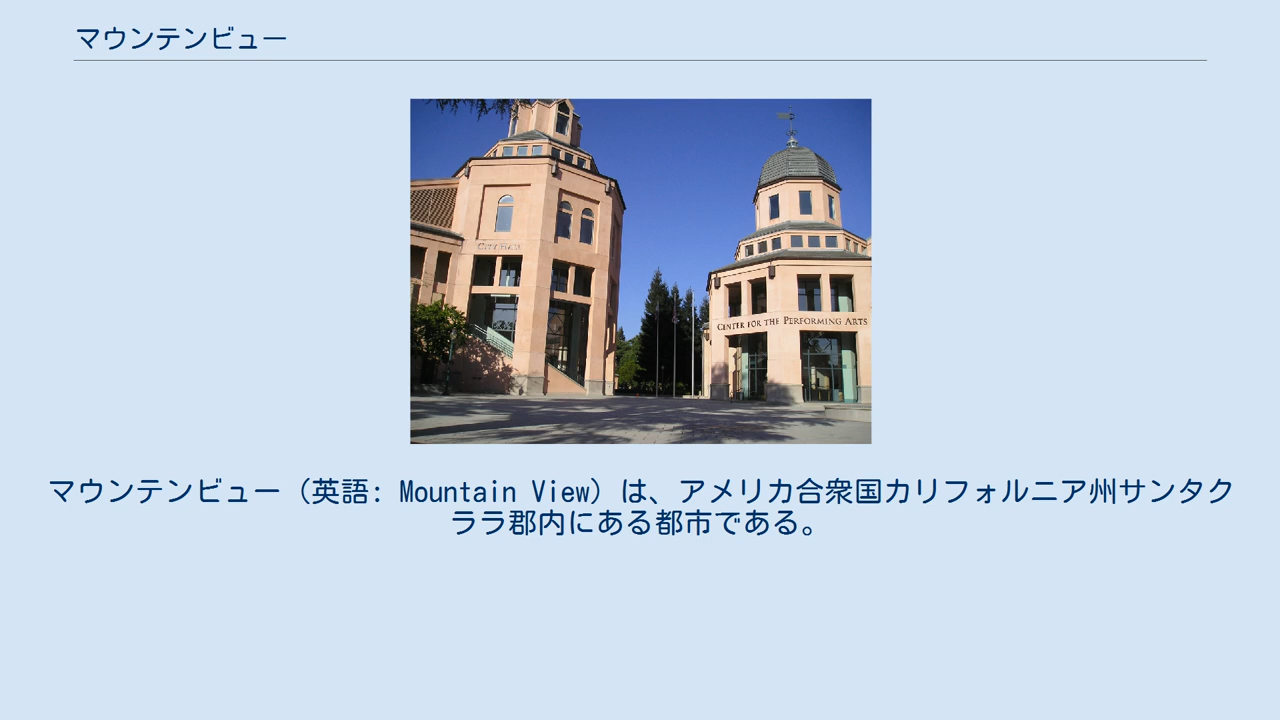 マウンテンビュー
CITY HALL
CENTER FOR THE PERFORMING ARTS
マウンテンビュー（英語: Mountain View）は、アメリカ合衆国カリフォルニア州サンタク
ララ郡内にある都市である。